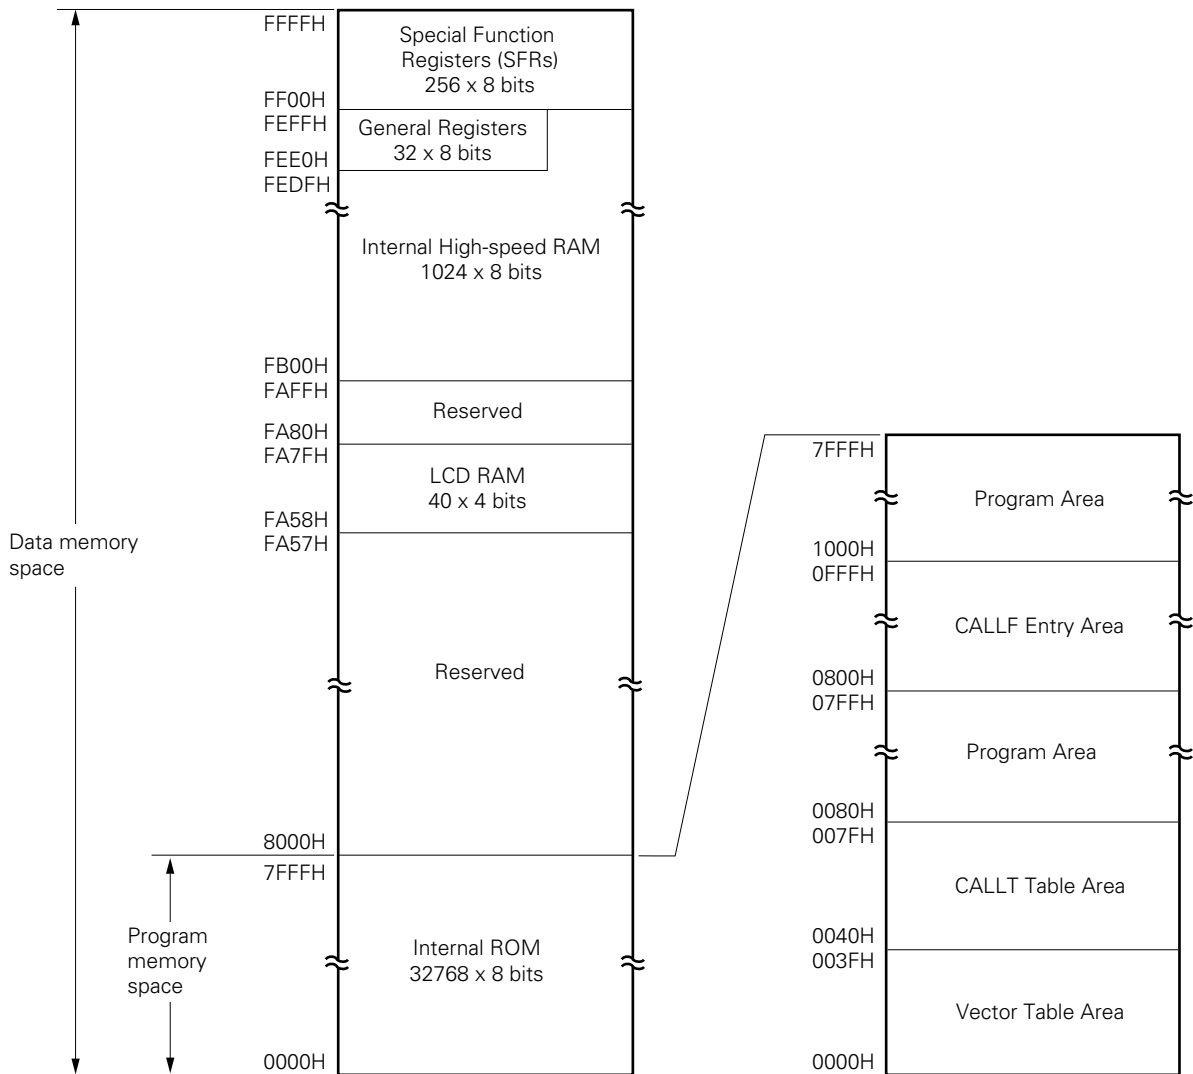 FFFFH
Special Function
Registers (SFRs)
256 x 8 bits
FF00H
FEFFH
General Registers
32 x 8 bits
FEE0H
FEDFH
Internal High-speed RAM
1024 x 8 bits
FB00H
FAFFH
Reserved
FA80H
FA7FH
LCD RAM
40 x 4 bits
FA58H
FA57H
Data memory
space
Reserved
8000H
7FFFH
Program
memory
space
Internal ROM
32768 x 8 bits
0000H
7FFFH
Program Area
1000H
0FFFH
CALLF Entry Area
0800H
07FFH
Program Area
0080H
007FH
CALLT Table Area
0040H
003FH
Vector Table Area
0000H